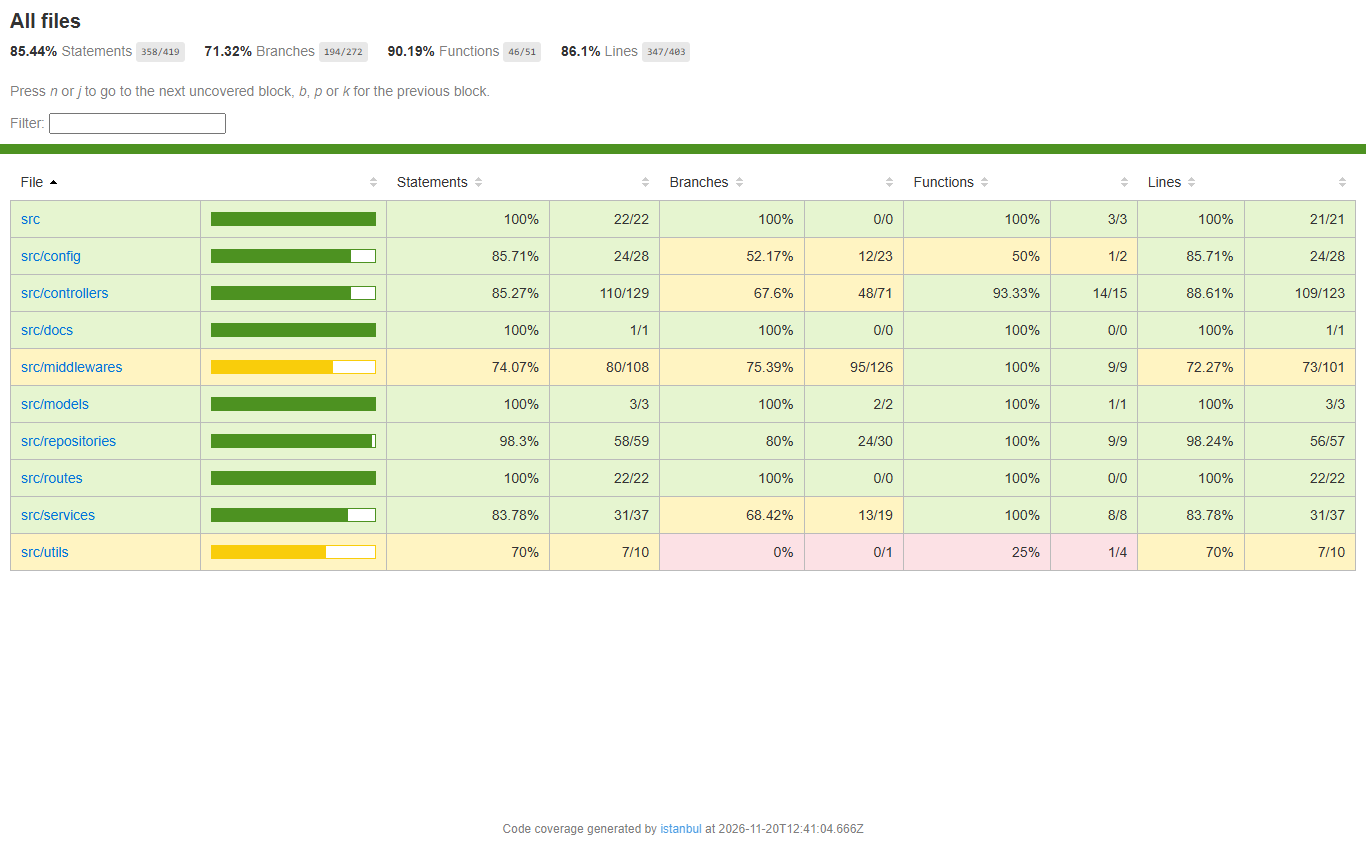 All files
85.44% Statements 358/419 71.32% Branches 194/272 90.19% Functions 46/51 86.1% Lines 347/403
Press n or j to go to the next uncovered block, b, p or k for the previous block.
Filter:
File Statements Branches Functions Lines
src 100% 22/22 100% 0/0 100% 3/3 100% 21/21
src/config 85.71% 24/28 52.17% 12/23 50% 1/2 85.71% 24/28
src/controllers 85.27% 110/129 67.6% 48/71 93.33% 14/15 88.61% 109/123
src/docs 100% 1/1 100% 0/0 100% 0/0 100% 1/1
src/middlewares 74.07% 80/108 75.39% 95/126 100% 9/9 72.27% 73/101
src/models 100% 3/3 100% 2/2 100% 1/1 100% 3/3
src/repositories 98.3% 58/59 80% 24/30 100% 9/9 98.24% 56/57
src/routes 100% 22/22 100% 0/0 100% 0/0 100% 22/22
src/services 83.78% 31/37 68.42% 13/19 100% 8/8 83.78% 31/37
src/utils 70% 7/10 0% 0/1 25% 1/4 70% 7/10
Code coverage generated by istanbul at 2026-11-20T12:41:04.666Z